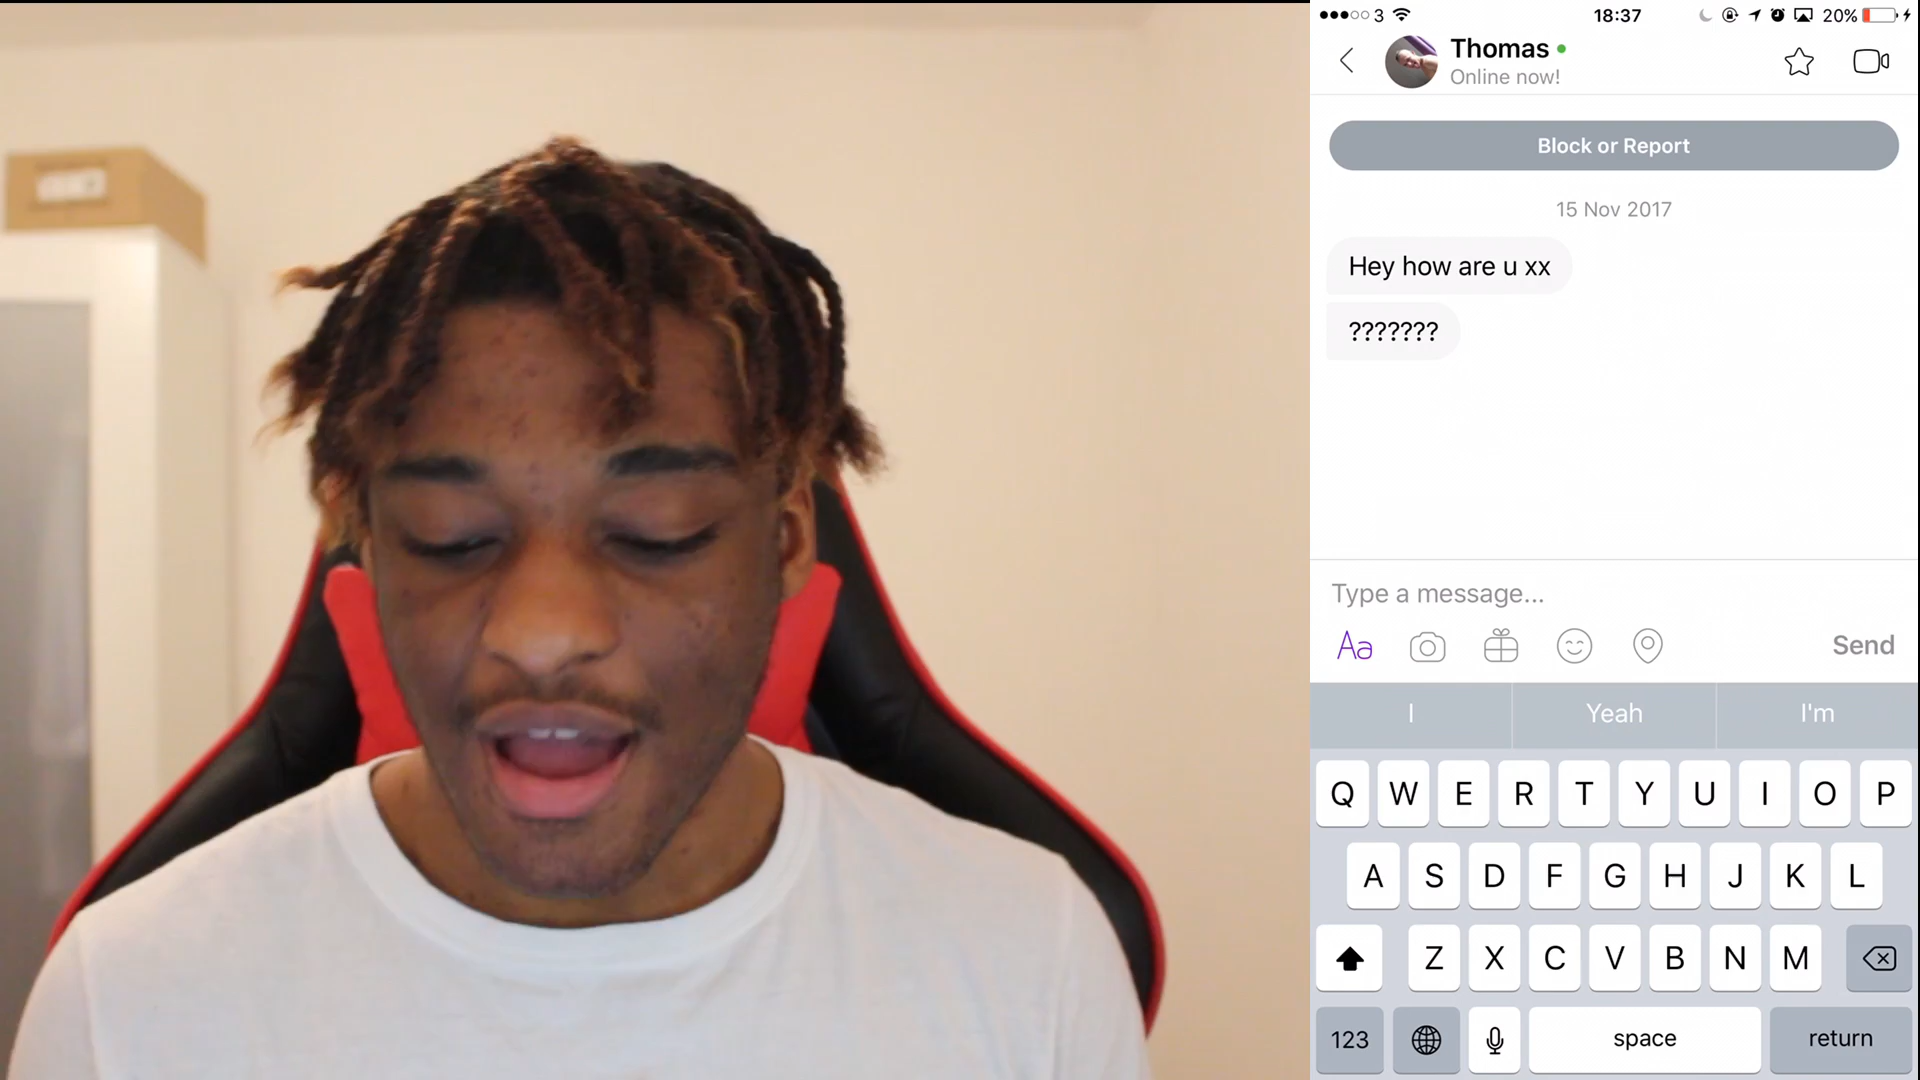 3 18:37 20%
Thomas
Online now!
Block or Report
15 Nov 2017
Hey how are u xx
???????
Type a message...
Aa Send
I Yeah I'm
Q W E R T Y U I O P
A S D F G H J K L
Z X C V B N M
123 space return